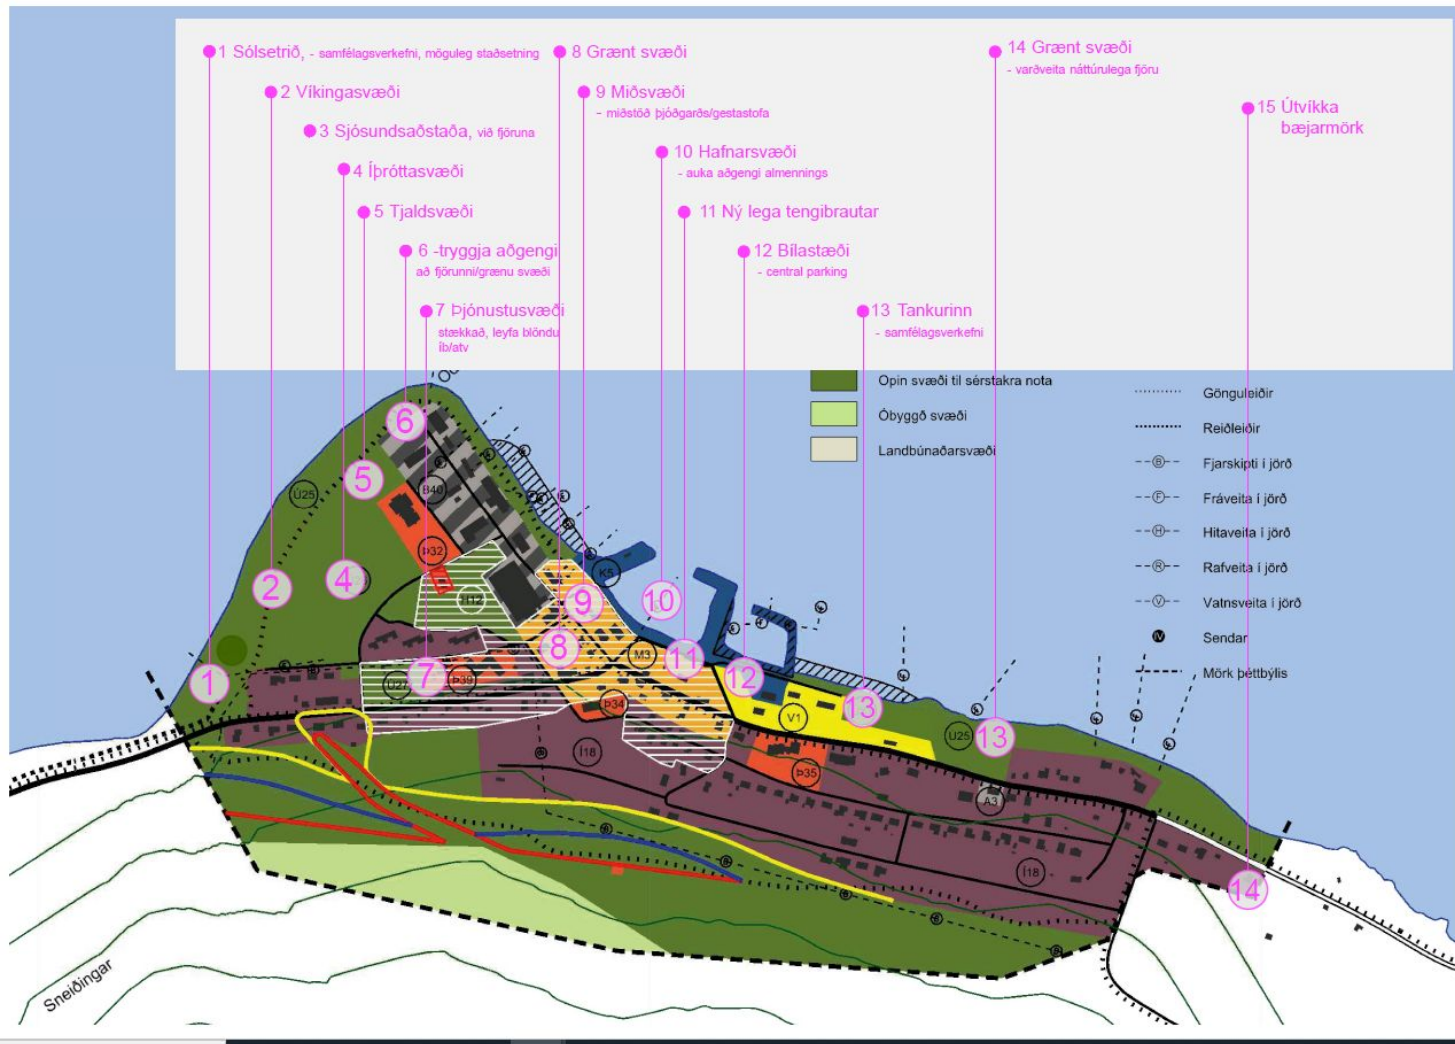 1 Sólsetrið, - samfélagsverkefni, möguleg staðsetning
2 Víkingasvæði
3 Sjósundsaðstaða, við fjöruna
4 Íþróttasvæði
5 Tjaldsvæði
6 -tryggja aðgengi
að fjörunni/grænu svæði
7 Þjónustusvæði
stækkað, leyfa blöndu
íb/atv
8 Grænt svæði
9 Miðsvæði
- miðstöð þjóðgarðs/gestastofa
10 Hafnarsvæði
- auka aðgengi almennings
11 Ný lega tengibrautar
12 Bílastæði
- central parking
13 Tankurinn
- samfélagsverkefni
14 Grænt svæði
- varðveita náttúrulega fjöru
15 Útvíkka
bæjarmörk
Opin svæði til sérstakra nota
Óbyggð svæði
Landbúnaðarsvæði
Gönguleiðir
Reiðleiðir
B Fjarskipti í jörð
F Fráveita í jörð
H Hitaveita í jörð
R Rafveita í jörð
V Vatnsveita í jörð
Sendar
Mörk þéttbýlis
6
5
B40
Ú25
Þ32
2
4
H12
9
K5
10
8
M3
11
1
Ú27
7
Þ39
12
13
Þ34
V1
Ú25
13
Í18
Þ35
A3
Í18
14
Sneiðingar